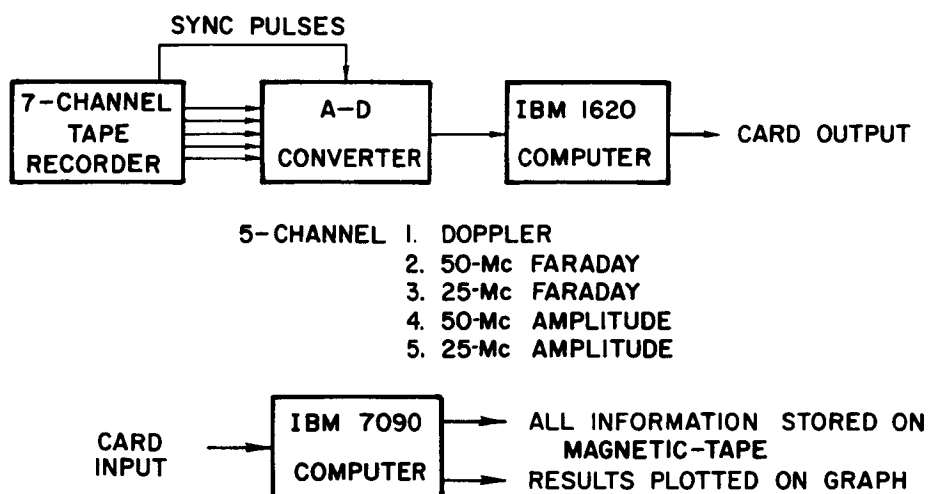 SYNC PULSES
7-CHANNEL
TAPE
RECORDER
A-D
CONVERTER
IBM 1620
COMPUTER
CARD OUTPUT
5-CHANNEL 1. DOPPLER
2. 50-Mc FARADAY
3. 25-Mc FARADAY
4. 50-Mc AMPLITUDE
5. 25-Mc AMPLITUDE
CARD
INPUT
IBM 7090
COMPUTER
ALL INFORMATION STORED ON
MAGNETIC-TAPE
RESULTS PLOTTED ON GRAPH